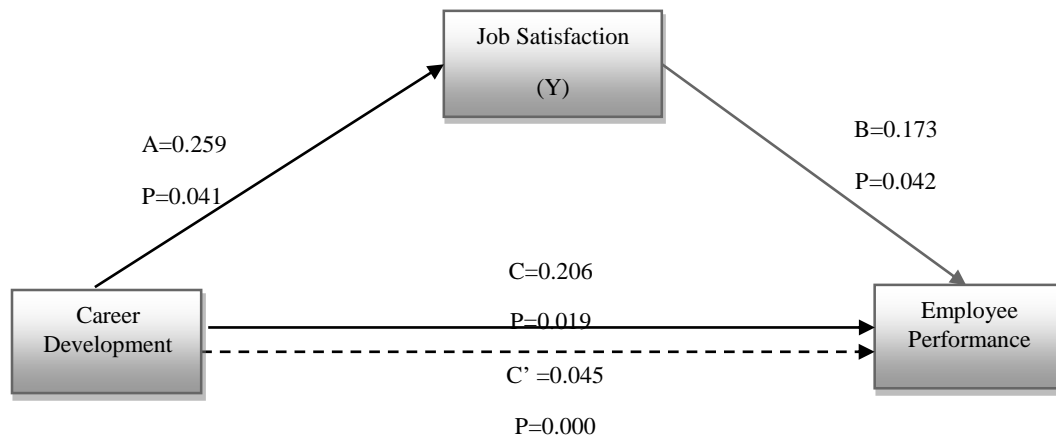 Job Satisfaction
(Y)
A=0.259
P=0.041
B=0.173
P=0.042
C=0.206
P=0.019
Career
Development
Employee
Performance
C’ =0.045
P=0.000